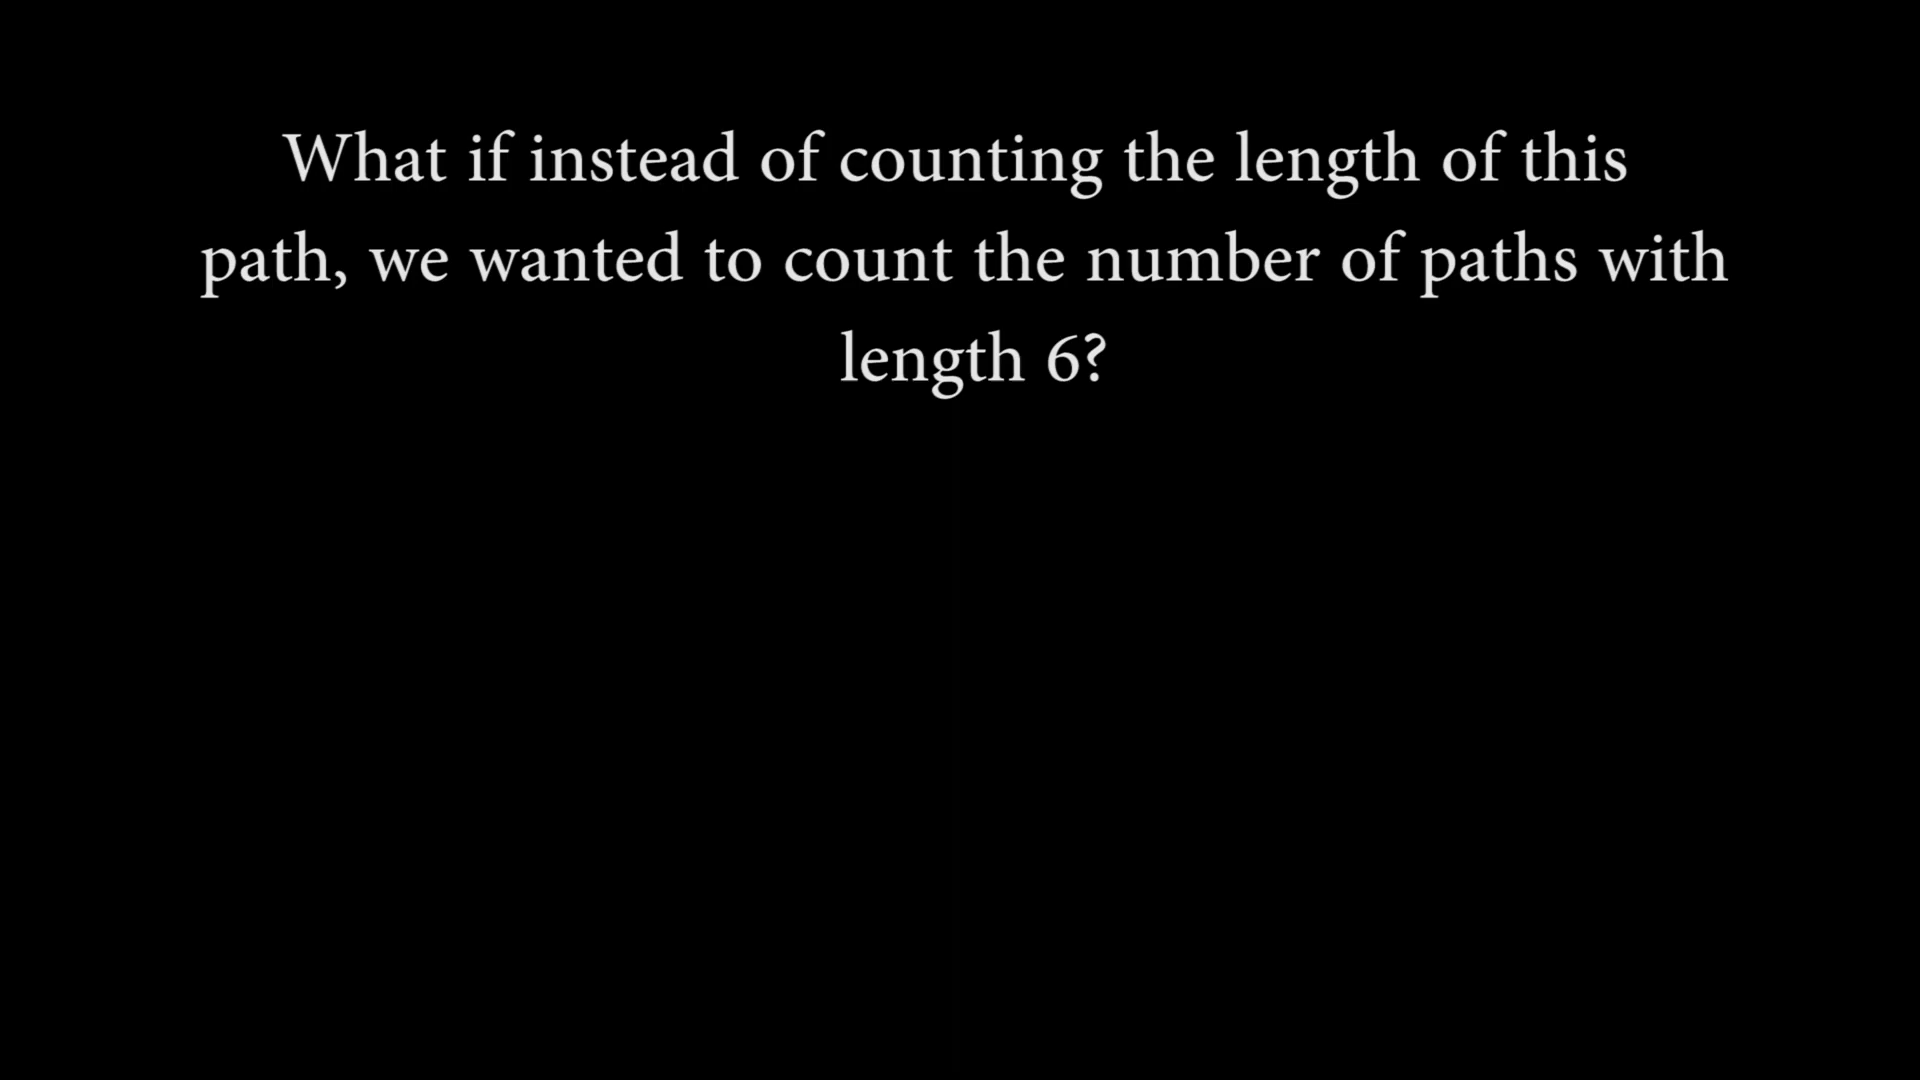 What if instead of counting the length of this
path, we wanted to count the number of paths with
length 6?